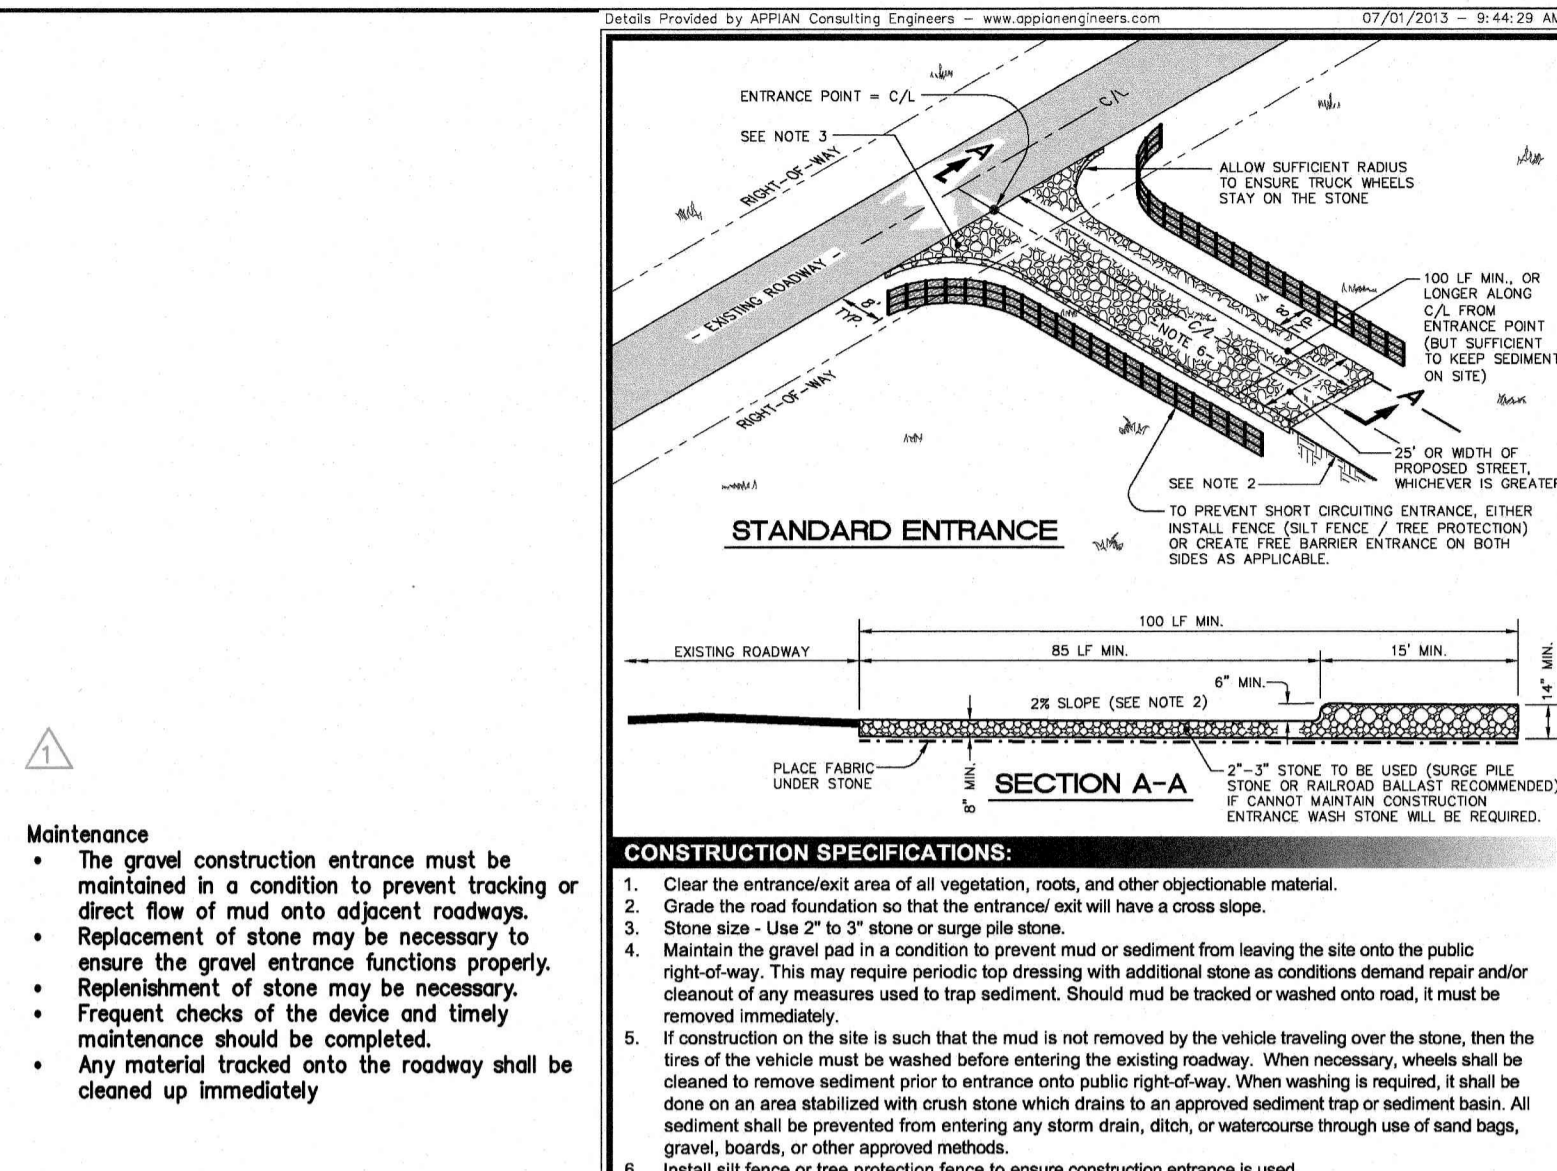 Details Provided by APPIAN Consulting Engineers – www.appianengineers.com
07/01/2013 – 9:44:29 AM
ENTRANCE POINT = C/L
SEE NOTE 3
RIGHT-OF-WAY
C/L
A
ALLOW SUFFICIENT RADIUS
TO ENSURE TRUCK WHEELS
STAY ON THE STONE
– EXISTING ROADWAY –
8'
TYP.
8'
TYP
C/L
–NOTE 6–
100 LF MIN., OR
LONGER ALONG
C/L FROM
ENTRANCE POINT
(BUT SUFFICIENT
TO KEEP SEDIMENT
ON SITE)
RIGHT-OF-WAY
A
25' OR WIDTH OF
PROPOSED STREET,
WHICHEVER IS GREATER
SEE NOTE 2
TO PREVENT SHORT CIRCUITING ENTRANCE, EITHER
INSTALL FENCE (SILT FENCE / TREE PROTECTION)
OR CREATE FREE BARRIER ENTRANCE ON BOTH
SIDES AS APPLICABLE.
STANDARD ENTRANCE
100 LF MIN.
EXISTING ROADWAY
85 LF MIN.
15' MIN.
6" MIN.
14" MIN.
2% SLOPE (SEE NOTE 2)
PLACE FABRIC
UNDER STONE
8" MIN.
SECTION A–A
2"–3" STONE TO BE USED (SURGE PILE
STONE OR RAILROAD BALLAST RECOMMENDED)
IF CANNOT MAINTAIN CONSTRUCTION
ENTRANCE WASH STONE WILL BE REQUIRED.
1
Maintenance
• The gravel construction entrance must be
maintained in a condition to prevent tracking or
direct flow of mud onto adjacent roadways.
• Replacement of stone may be necessary to
ensure the gravel entrance functions properly.
• Replenishment of stone may be necessary.
• Frequent checks of the device and timely
maintenance should be completed.
• Any material tracked onto the roadway shall be
cleaned up immediately
CONSTRUCTION SPECIFICATIONS:
1. Clear the entrance/exit area of all vegetation, roots, and other objectionable material.
2. Grade the road foundation so that the entrance/ exit will have a cross slope.
3. Stone size - Use 2" to 3" stone or surge pile stone.
4. Maintain the gravel pad in a condition to prevent mud or sediment from leaving the site onto the public
right-of-way. This may require periodic top dressing with additional stone as conditions demand repair and/or
cleanout of any measures used to trap sediment. Should mud be tracked or washed onto road, it must be
removed immediately.
5. If construction on the site is such that the mud is not removed by the vehicle traveling over the stone, then the
tires of the vehicle must be washed before entering the existing roadway. When necessary, wheels shall be
cleaned to remove sediment prior to entrance onto public right-of-way. When washing is required, it shall be
done on an area stabilized with crush stone which drains to an approved sediment trap or sediment basin. All
sediment shall be prevented from entering any storm drain, ditch, or watercourse through use of sand bags,
gravel, boards, or other approved methods.
6. Install silt fence or tree protection fence to ensure construction entrance is used.